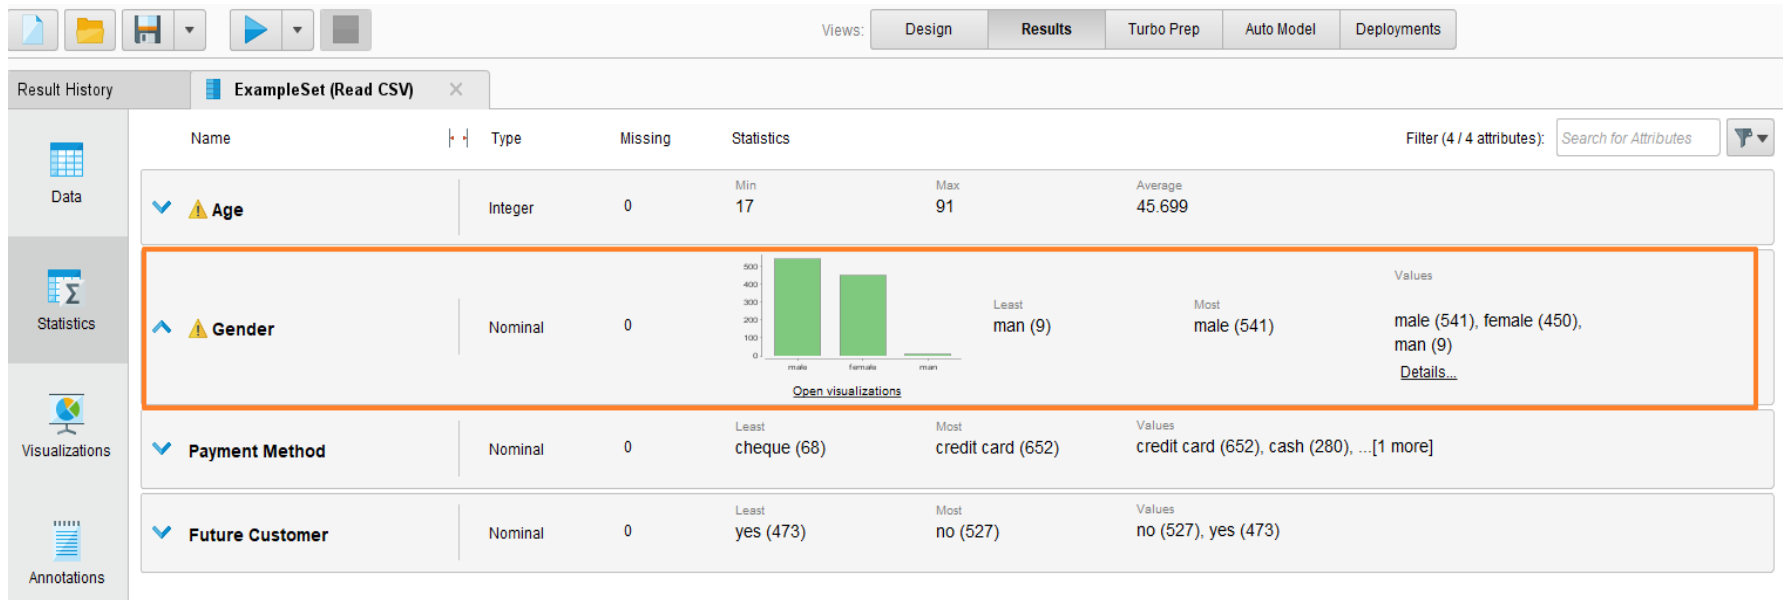 Views: Design Results Turbo Prep Auto Model Deployments
Result History ExampleSet (Read CSV)
Name Type Missing Statistics Filter (4 / 4 attributes): Search for Attributes
Data
Statistics
Visualizations
Annotations
Min Max Average
Age Integer 0 17 91 45.699
Values
500
400
300
200
100
0
male female man
Open visualizations
Least Most
Gender Nominal 0 man (9) male (541) male (541), female (450),
man (9)
Details...
Least Most Values
Payment Method Nominal 0 cheque (68) credit card (652) credit card (652), cash (280), ...[1 more]
Least Most Values
Future Customer Nominal 0 yes (473) no (527) no (527), yes (473)